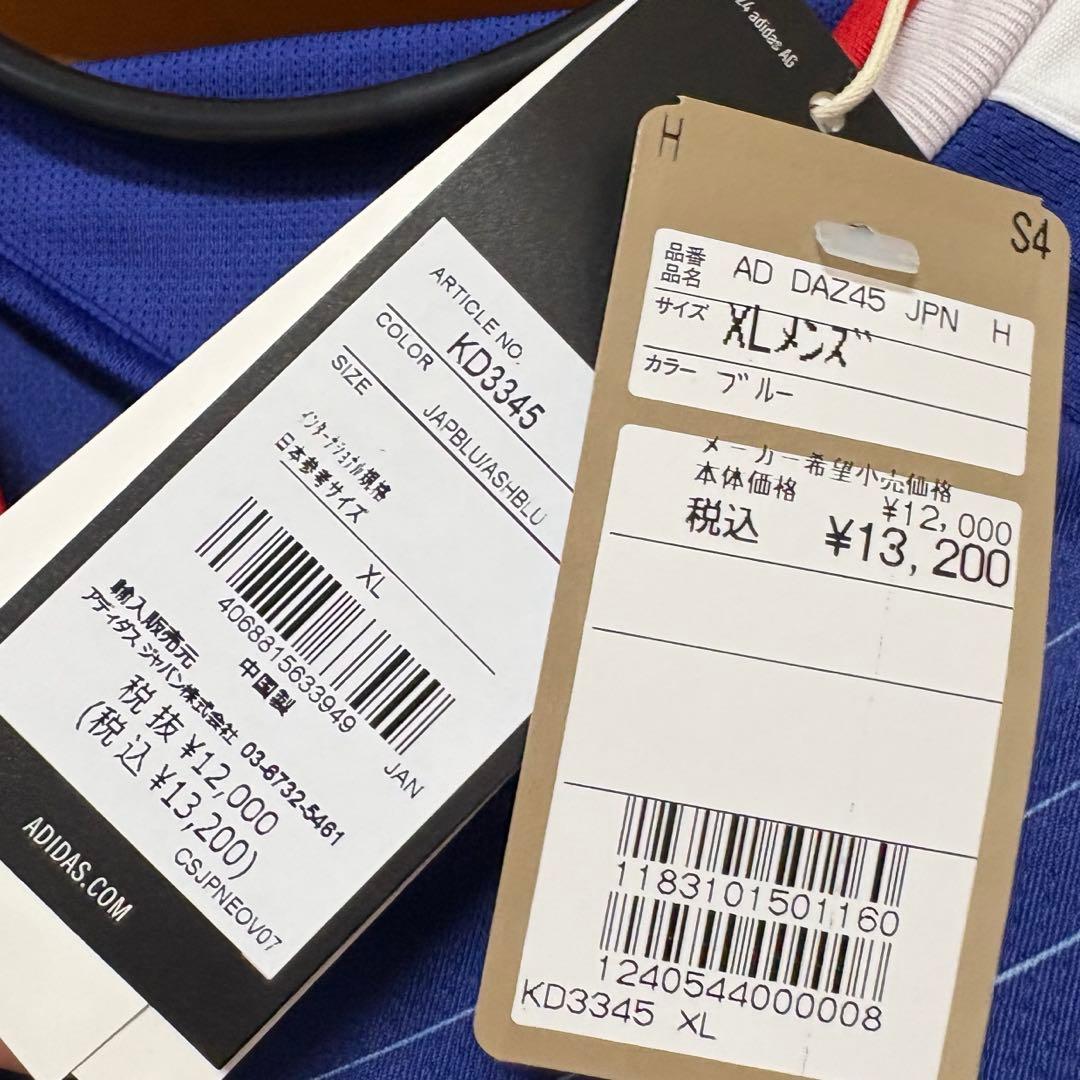 24 adidas AG
ARTICLE NO.
KD3345
COLOR
JAPBLU/ASHBLU
SIZE
インターナショナル規格
日本参考サイズ
XL
4068815633949
JAN
輸入販売元 中国製
アディダス ジャパン株式会社 03-6732-5461
税抜 ¥12,000
(税込 ¥13,200)
CSJPNEOV07
ADIDAS.COM
H
S4
品番
品名 AD DAZ45 JPN H
サイズ XLメンズ
カラー ブルー
メーカー希望小売価格
本体価格 ¥12,000
税込 ¥13,200
1183101501160
1240544000008
KD3345 XL